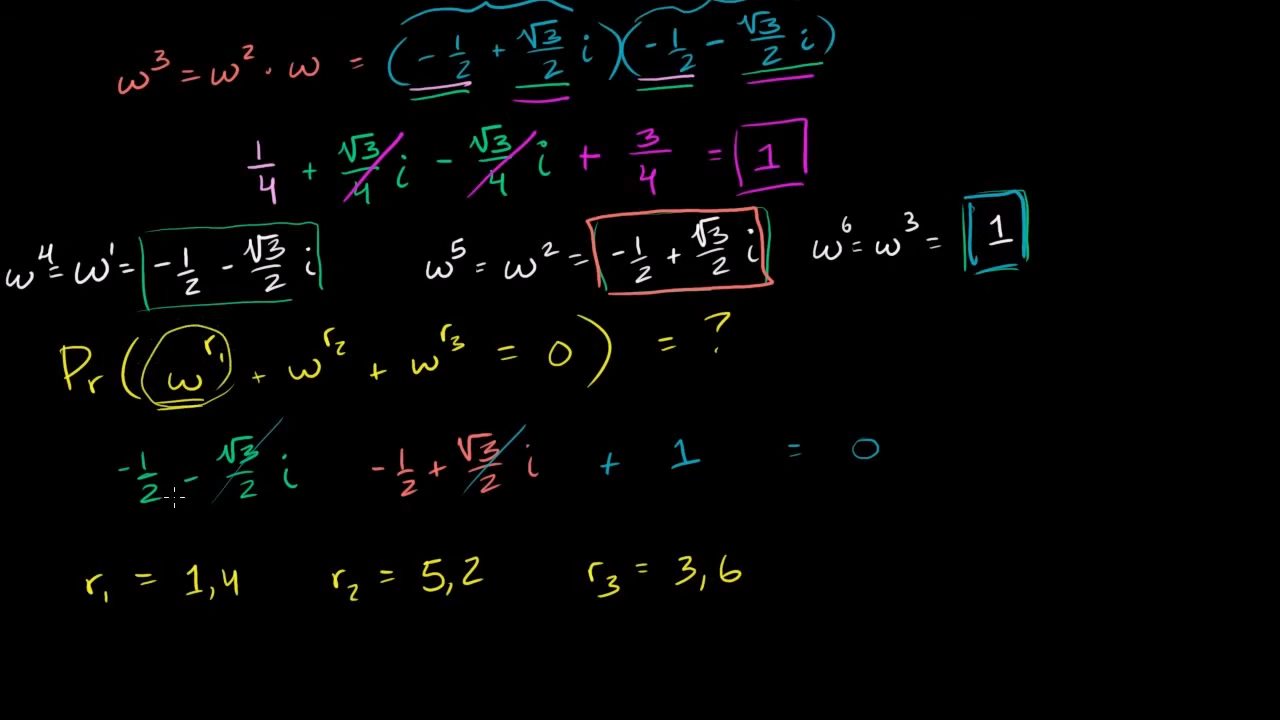 ω³ = ω² · ω = (-1/2 + √3/2 i)(-1/2 - √3/2 i)
1/4 + √3/4 i - √3/4 i + 3/4 = 1
ω⁴ = ω¹ = -1/2 - √3/2 i ω⁵ = ω² = -1/2 + √3/2 i ω⁶ = ω³ = 1
Pr(ω^r₁ + ω^r₂ + ω^r₃ = 0) = ?
-1/2 - √3/2 i -1/2 + √3/2 i + 1 = 0
r₁ = 1,4 r₂ = 5,2 r₃ = 3,6